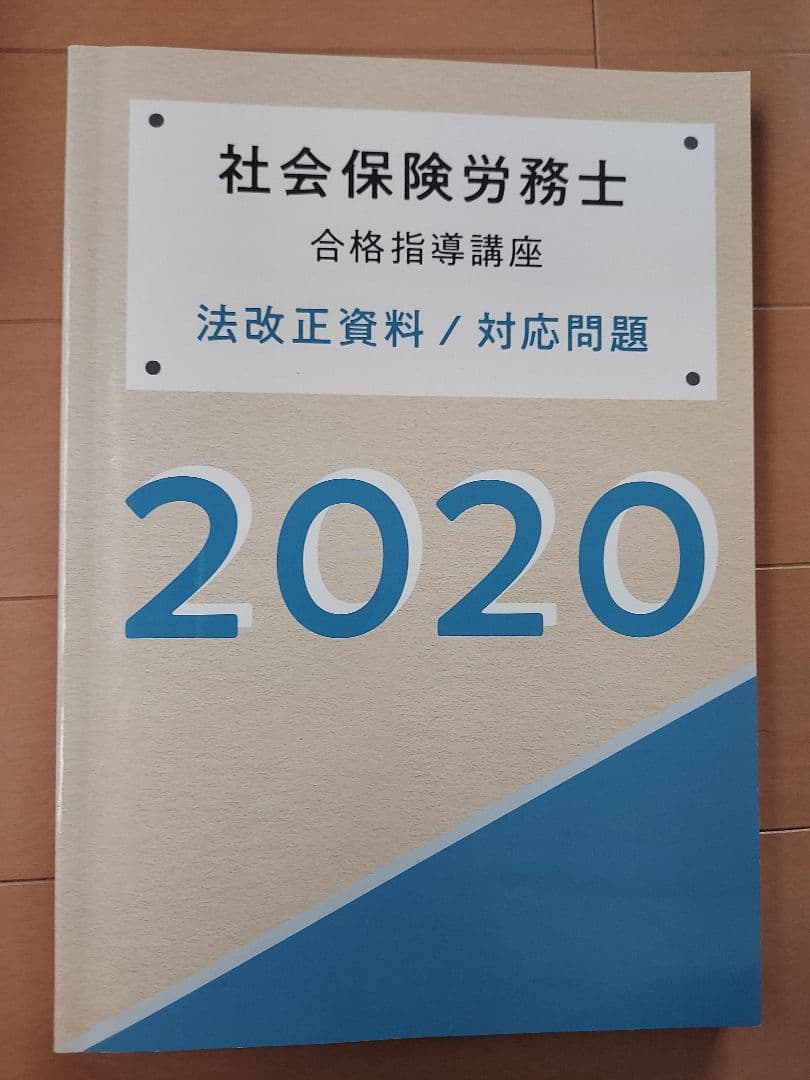 社会保険労務士
合格指導講座
法改正資料 / 対応問題
2020